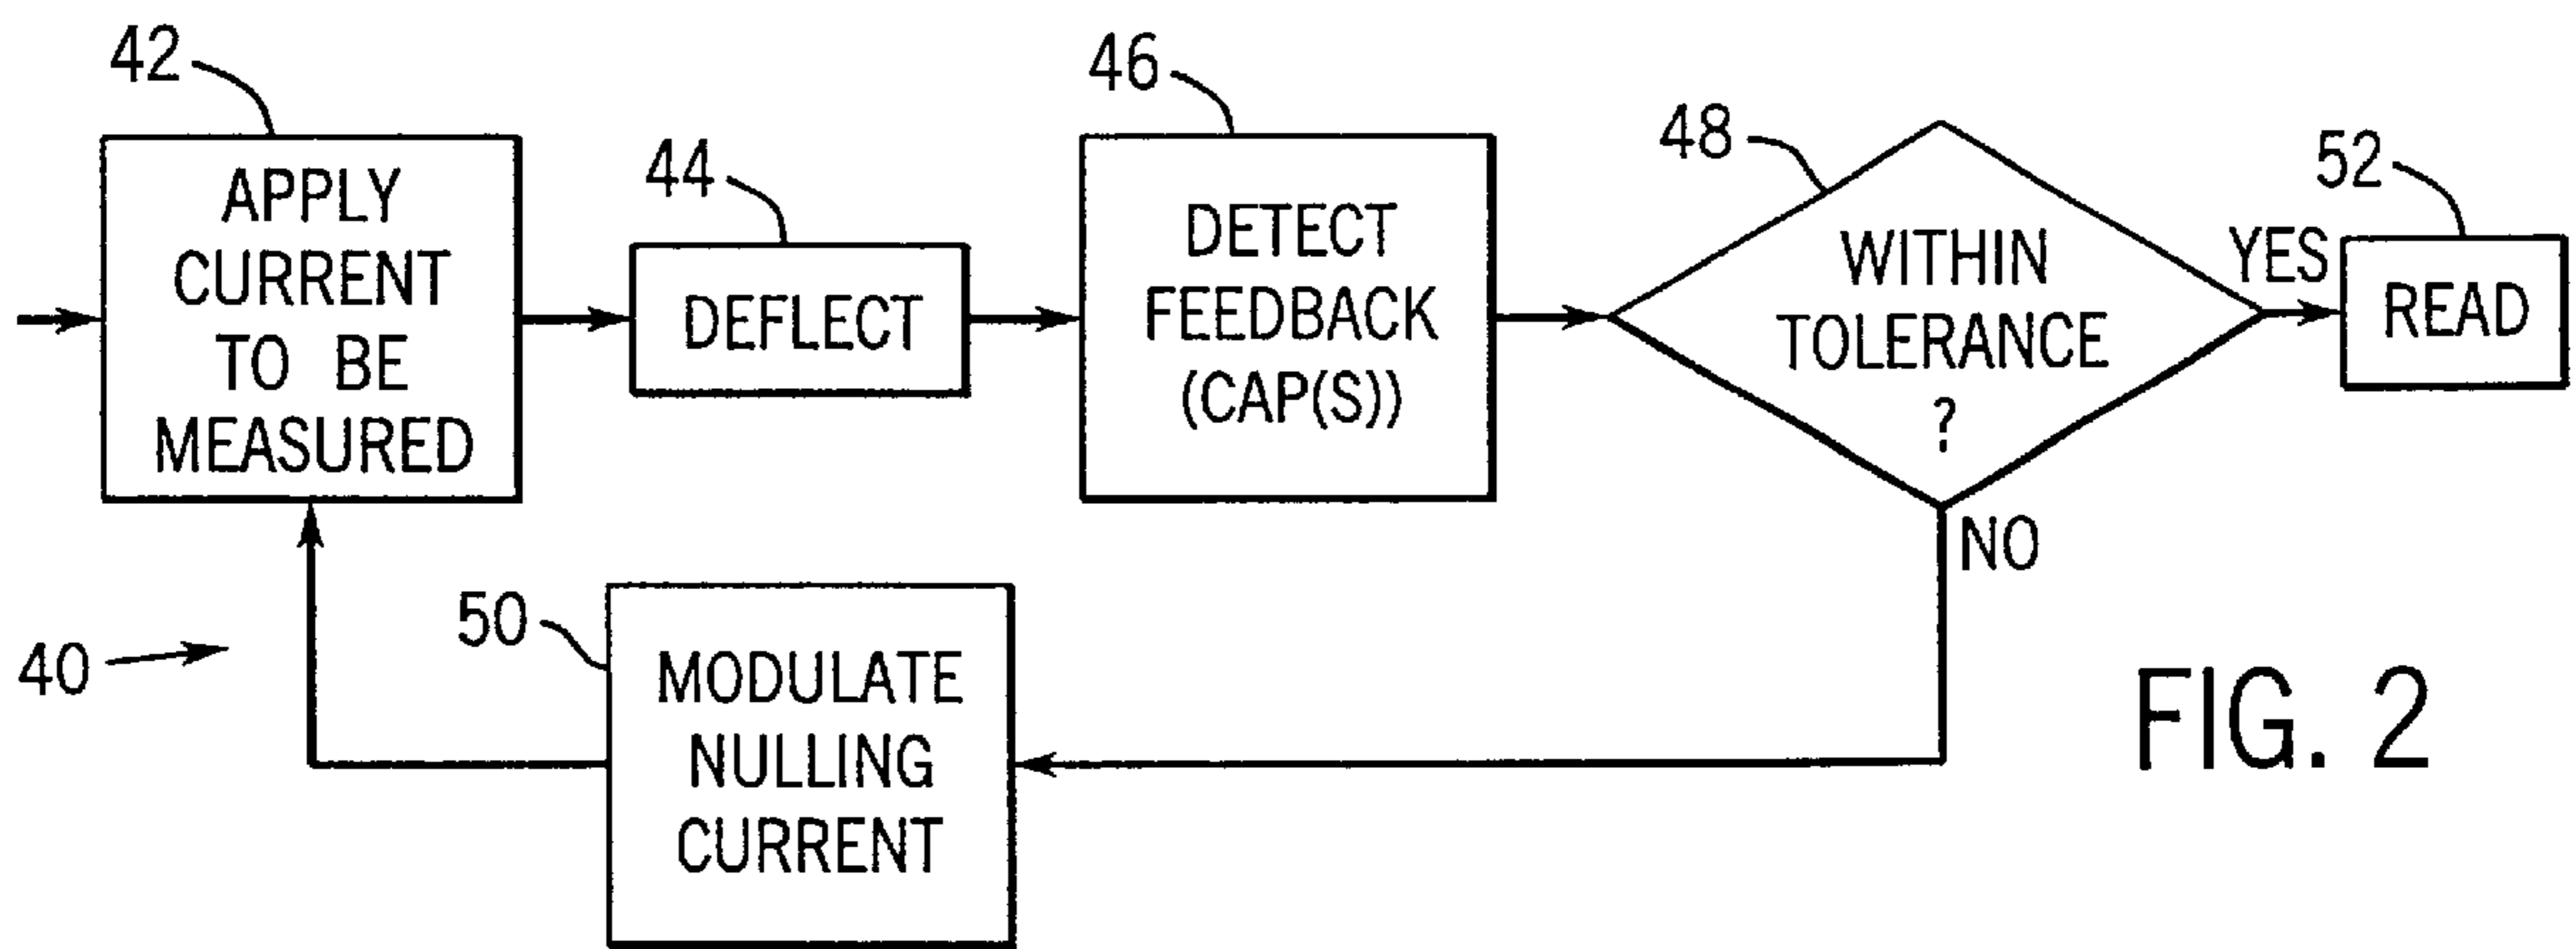 42
APPLY
CURRENT
TO BE
MEASURED
44
DEFLECT
46
DETECT
FEEDBACK
(CAP(S))
48
WITHIN
TOLERANCE
?
YES
52
READ
NO
50
MODULATE
NULLING
CURRENT
40
FIG. 2